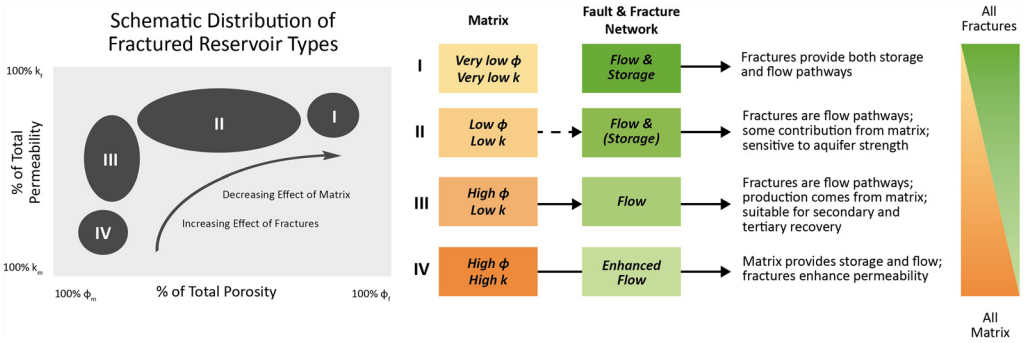 Schematic Distribution of
Fractured Reservoir Types
100% kf
% of Total
Permeability
100% km
I
II
III
IV
Decreasing Effect of Matrix
Increasing Effect of Fractures
100% ϕm
% of Total Porosity
100% ϕf
Matrix
Fault & Fracture
Network
I
Very low ϕ
Very low k
Flow &
Storage
Fractures provide both storage
and flow pathways
II
Low ϕ
Low k
Flow &
(Storage)
Fractures are flow pathways;
some contribution from matrix;
sensitive to aquifer strength
III
High ϕ
Low k
Flow
Fractures are flow pathways;
production comes from matrix;
suitable for secondary and
tertiary recovery
IV
High ϕ
High k
Enhanced
Flow
Matrix provides storage and flow;
fractures enhance permeability
All
Fractures
All
Matrix